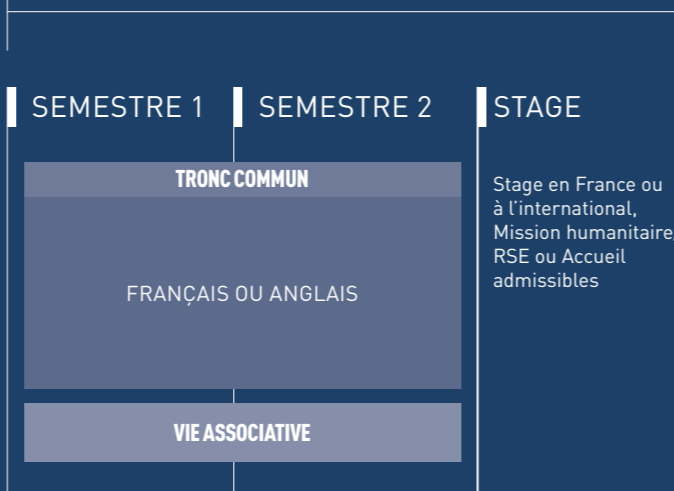 SEMESTRE 1
SEMESTRE 2
STAGE
TRONC COMMUN
FRANÇAIS OU ANGLAIS
VIE ASSOCIATIVE
Stage en France ou
à l’international,
Mission humanitaire,
RSE ou Accueil
admissibles